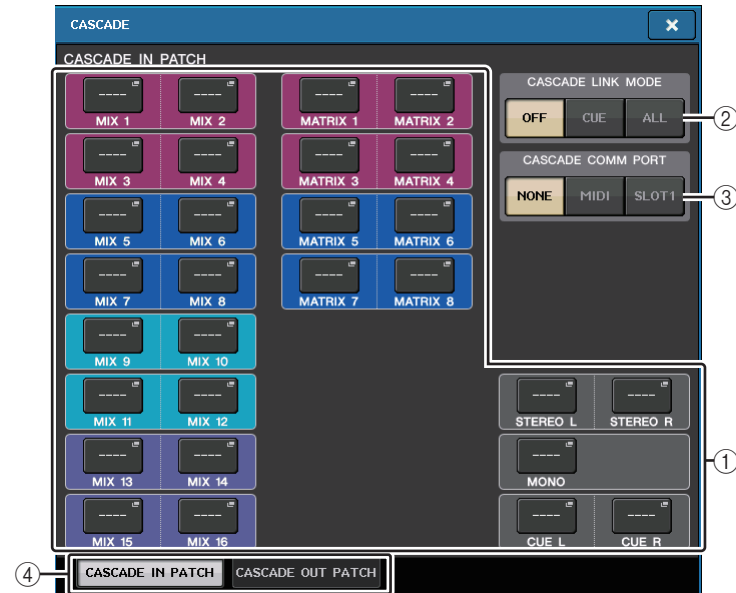 CASCADE
CASCADE IN PATCH
---- ---- ---- ----
MIX 1 MIX 2 MATRIX 1 MATRIX 2
---- ---- ---- ----
MIX 3 MIX 4 MATRIX 3 MATRIX 4
---- ---- ---- ----
MIX 5 MIX 6 MATRIX 5 MATRIX 6
---- ---- ---- ----
MIX 7 MIX 8 MATRIX 7 MATRIX 8
---- ----
MIX 9 MIX 10
---- ----
MIX 11 MIX 12
---- ----
MIX 13 MIX 14
---- ----
MIX 15 MIX 16
CASCADE LINK MODE
OFF CUE ALL ②
CASCADE COMM PORT
NONE MIDI SLOT1 ③
---- ----
STEREO L STEREO R
----
MONO
①
---- ----
CUE L CUE R
④ CASCADE IN PATCH CASCADE OUT PATCH